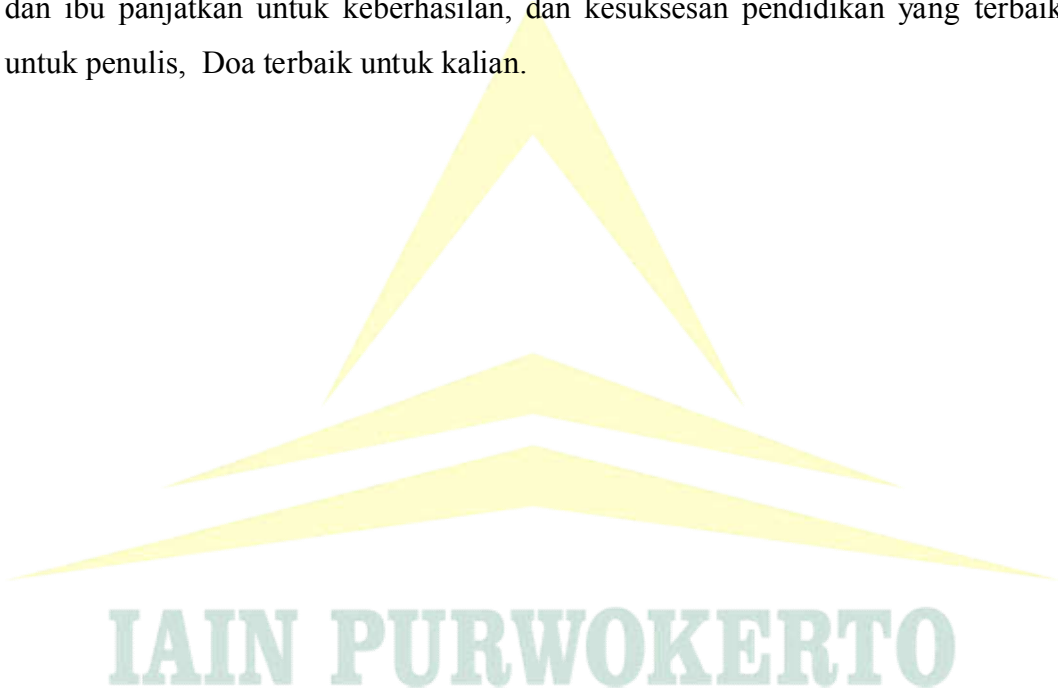 dan ibu panjatkan untuk keberhasilan, dan kesuksesan pendidikan yang terbaik
untuk penulis, Doa terbaik untuk kalian.
IAIN PURWOKERTO